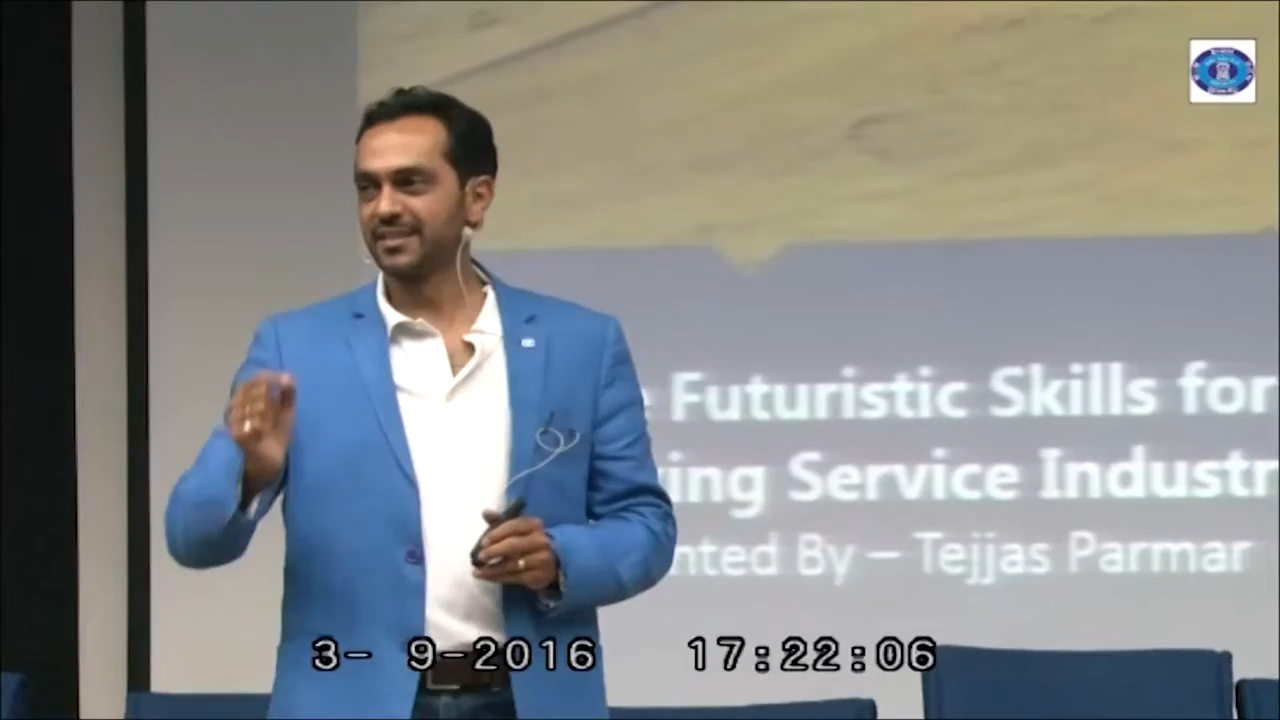 Futuristic Skills for
ing Service Industr
nted By – Tejjas Parmar
3- 9-2016 17:22:06